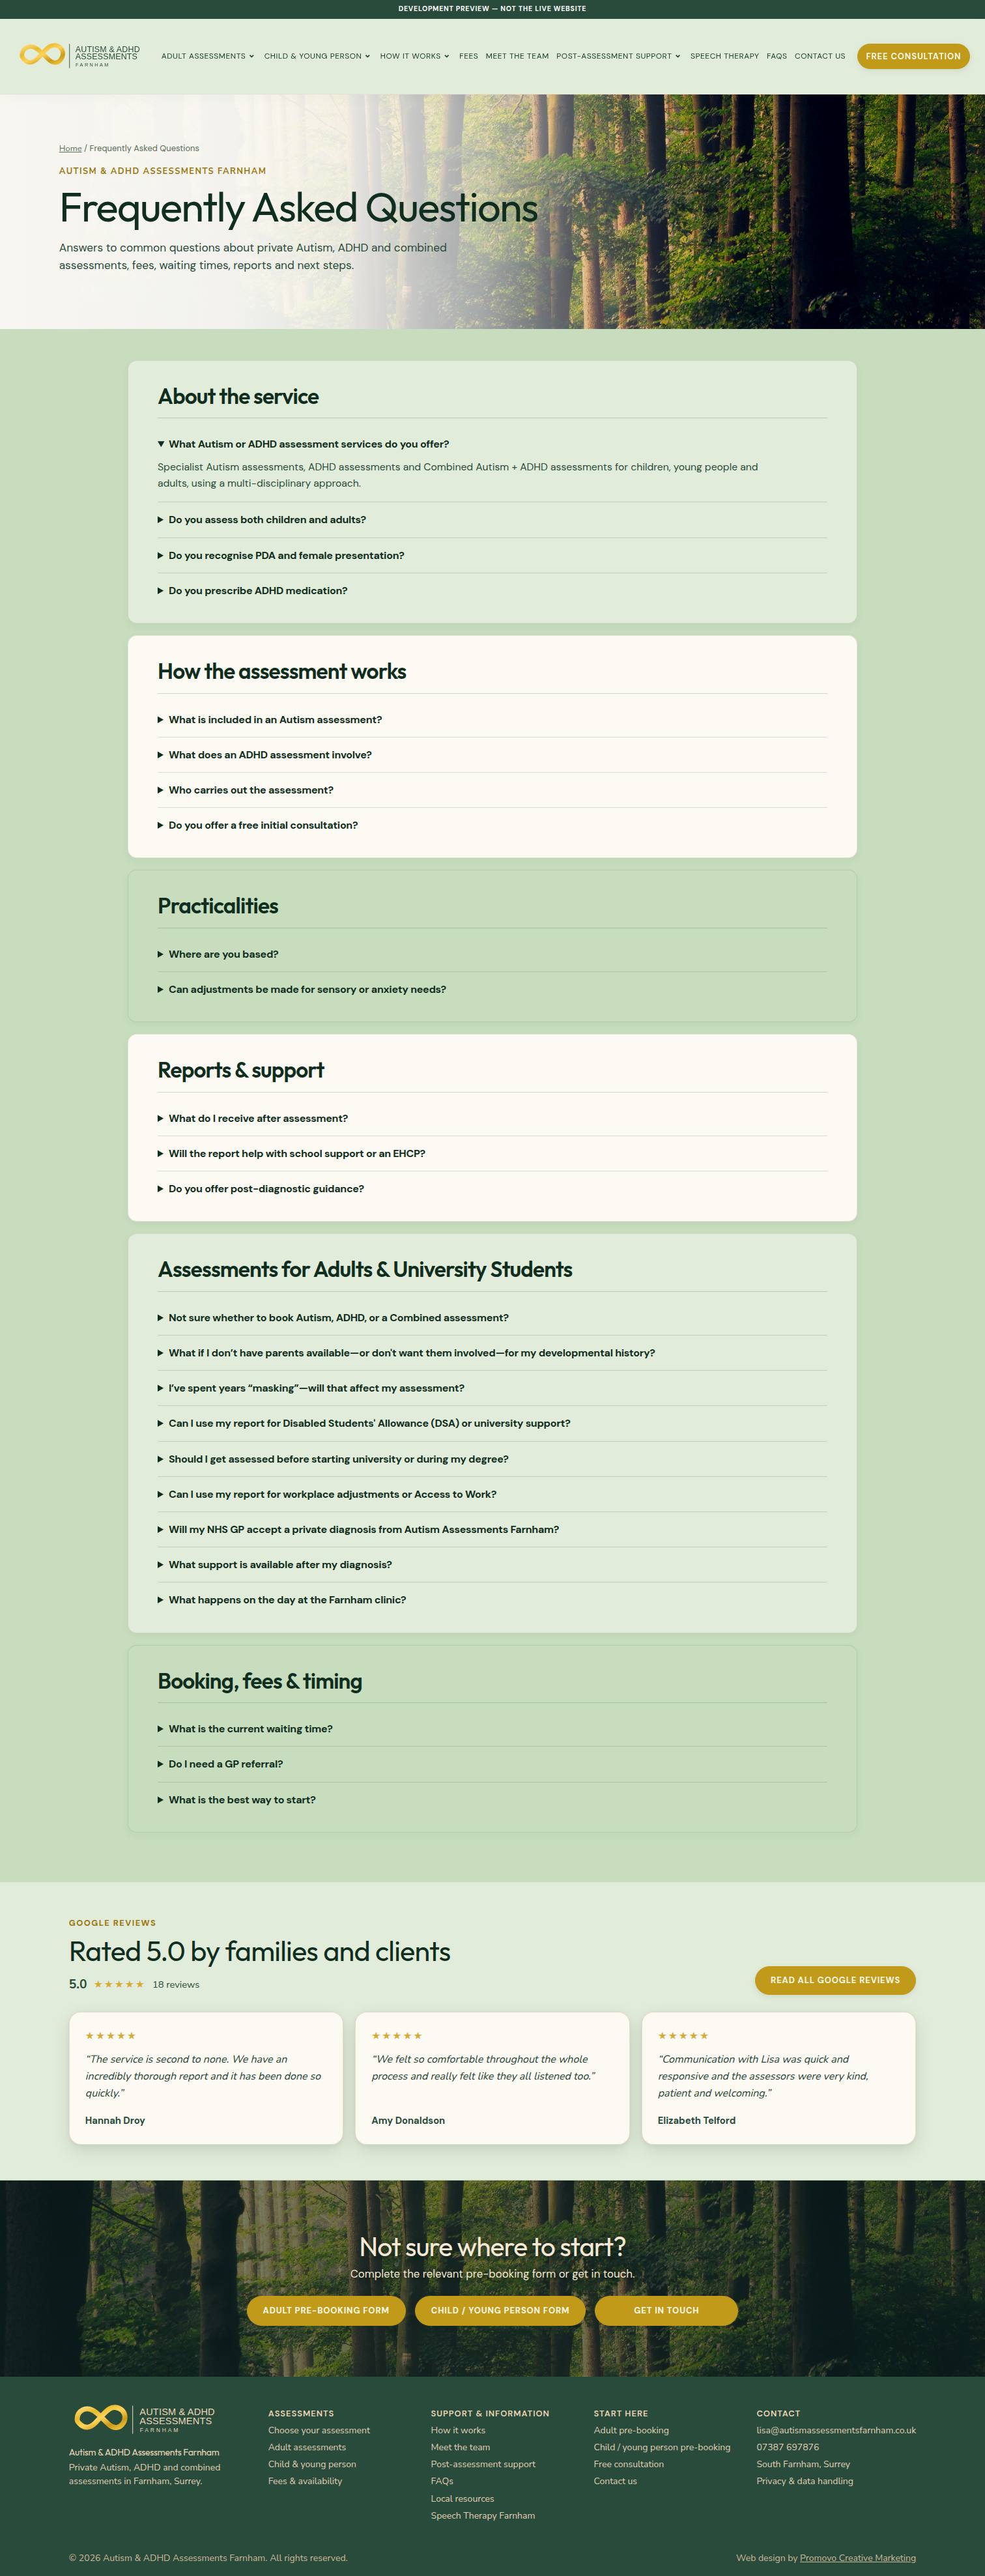 DEVELOPMENT PREVIEW — NOT THE LIVE WEBSITE
AUTISM & ADHD
ASSESSMENTS
FARNHAM
ADULT ASSESSMENTS
CHILD & YOUNG PERSON
HOW IT WORKS
FEES
MEET THE TEAM
POST-ASSESSMENT SUPPORT
SPEECH THERAPY
FAQS
CONTACT US
FREE CONSULTATION
Home / Frequently Asked Questions
AUTISM & ADHD ASSESSMENTS FARNHAM
Frequently Asked Questions
Answers to common questions about private Autism, ADHD and combined
assessments, fees, waiting times, reports and next steps.
About the service
What Autism or ADHD assessment services do you offer?
Specialist Autism assessments, ADHD assessments and Combined Autism + ADHD assessments for children, young people and
adults, using a multi-disciplinary approach.
Do you assess both children and adults?
Do you recognise PDA and female presentation?
Do you prescribe ADHD medication?
How the assessment works
What is included in an Autism assessment?
What does an ADHD assessment involve?
Who carries out the assessment?
Do you offer a free initial consultation?
Practicalities
Where are you based?
Can adjustments be made for sensory or anxiety needs?
Reports & support
What do I receive after assessment?
Will the report help with school support or an EHCP?
Do you offer post-diagnostic guidance?
Assessments for Adults & University Students
Not sure whether to book Autism, ADHD, or a Combined assessment?
What if I don’t have parents available—or don't want them involved—for my developmental history?
I’ve spent years “masking”—will that affect my assessment?
Can I use my report for Disabled Students' Allowance (DSA) or university support?
Should I get assessed before starting university or during my degree?
Can I use my report for workplace adjustments or Access to Work?
Will my NHS GP accept a private diagnosis from Autism Assessments Farnham?
What support is available after my diagnosis?
What happens on the day at the Farnham clinic?
Booking, fees & timing
What is the current waiting time?
Do I need a GP referral?
What is the best way to start?
GOOGLE REVIEWS
Rated 5.0 by families and clients
5.0 ★★★★★ 18 reviews
READ ALL GOOGLE REVIEWS
★★★★★
“The service is second to none. We have an
incredibly thorough report and it has been done so
quickly.”
Hannah Droy
★★★★★
“We felt so comfortable throughout the whole
process and really felt like they all listened too.”
Amy Donaldson
★★★★★
“Communication with Lisa was quick and
responsive and the assessors were very kind,
patient and welcoming.”
Elizabeth Telford
Not sure where to start?
Complete the relevant pre-booking form or get in touch.
ADULT PRE-BOOKING FORM
CHILD / YOUNG PERSON FORM
GET IN TOUCH
AUTISM & ADHD
ASSESSMENTS
FARNHAM
Autism & ADHD Assessments Farnham
Private Autism, ADHD and combined
assessments in Farnham, Surrey.
ASSESSMENTS
Choose your assessment
Adult assessments
Child & young person
Fees & availability
SUPPORT & INFORMATION
How it works
Meet the team
Post-assessment support
FAQs
Local resources
Speech Therapy Farnham
START HERE
Adult pre-booking
Child / young person pre-booking
Free consultation
Contact us
CONTACT
lisa@autismassessmentsfarnham.co.uk
07387 697876
South Farnham, Surrey
Privacy & data handling
© 2026 Autism & ADHD Assessments Farnham. All rights reserved.
Web design by Promovo Creative Marketing